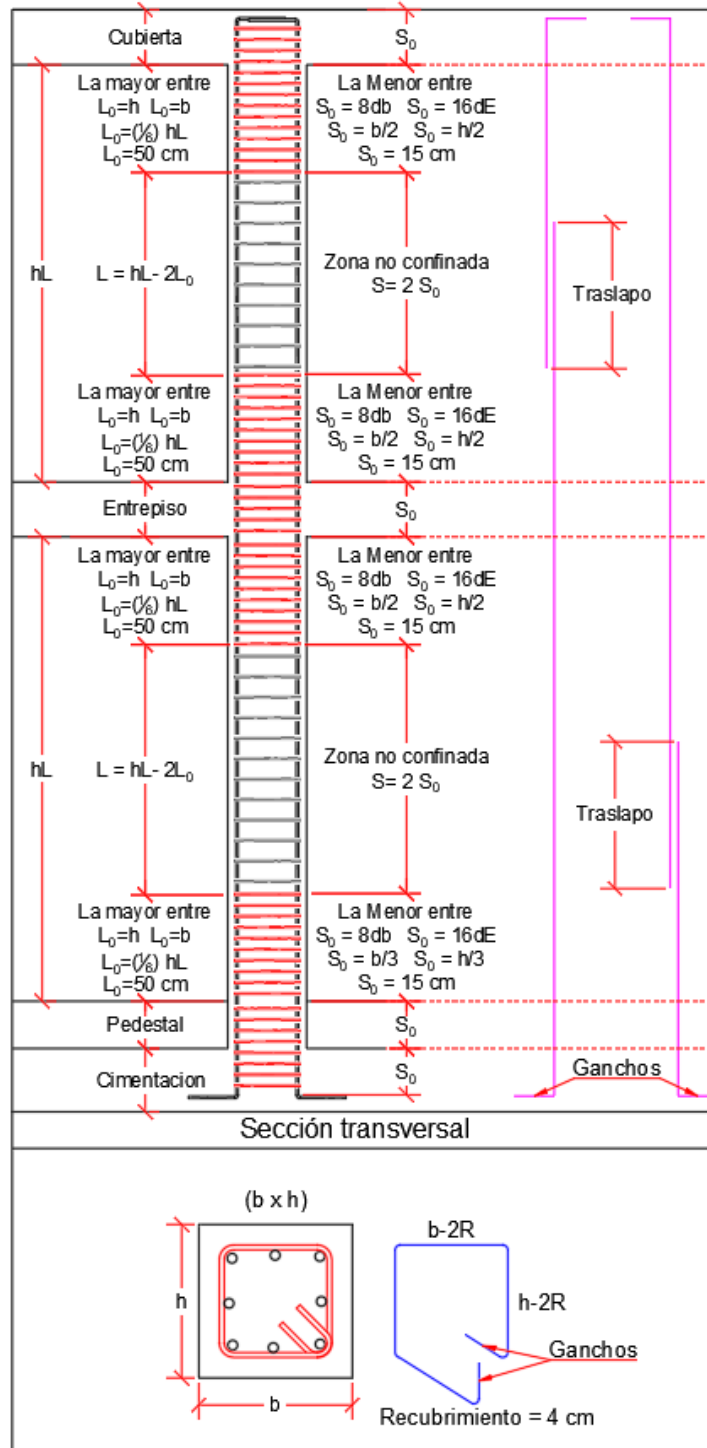 Cubierta
S₀
La mayor entre
L₀=h L₀=b
L₀=(⅙) hL
L₀=50 cm
La Menor entre
S₀ = 8db S₀ = 16dE
S₀ = b/2 S₀ = h/2
S₀ = 15 cm
hL
L = hL- 2L₀
Zona no confinada
S= 2 S₀
Traslapo
La mayor entre
L₀=h L₀=b
L₀=(⅙) hL
L₀=50 cm
La Menor entre
S₀ = 8db S₀ = 16dE
S₀ = b/2 S₀ = h/2
S₀ = 15 cm
Entrepiso
S₀
La mayor entre
L₀=h L₀=b
L₀=(⅙) hL
L₀=50 cm
La Menor entre
S₀ = 8db S₀ = 16dE
S₀ = b/2 S₀ = h/2
S₀ = 15 cm
hL
L = hL- 2L₀
Zona no confinada
S= 2 S₀
Traslapo
La mayor entre
L₀=h L₀=b
L₀=(⅙) hL
L₀=50 cm
La Menor entre
S₀ = 8db S₀ = 16dE
S₀ = b/3 S₀ = h/3
S₀ = 15 cm
Pedestal
S₀
Cimentacion
S₀
Ganchos
Sección transversal
(b x h)
h
b
b-2R
h-2R
Ganchos
Recubrimiento = 4 cm